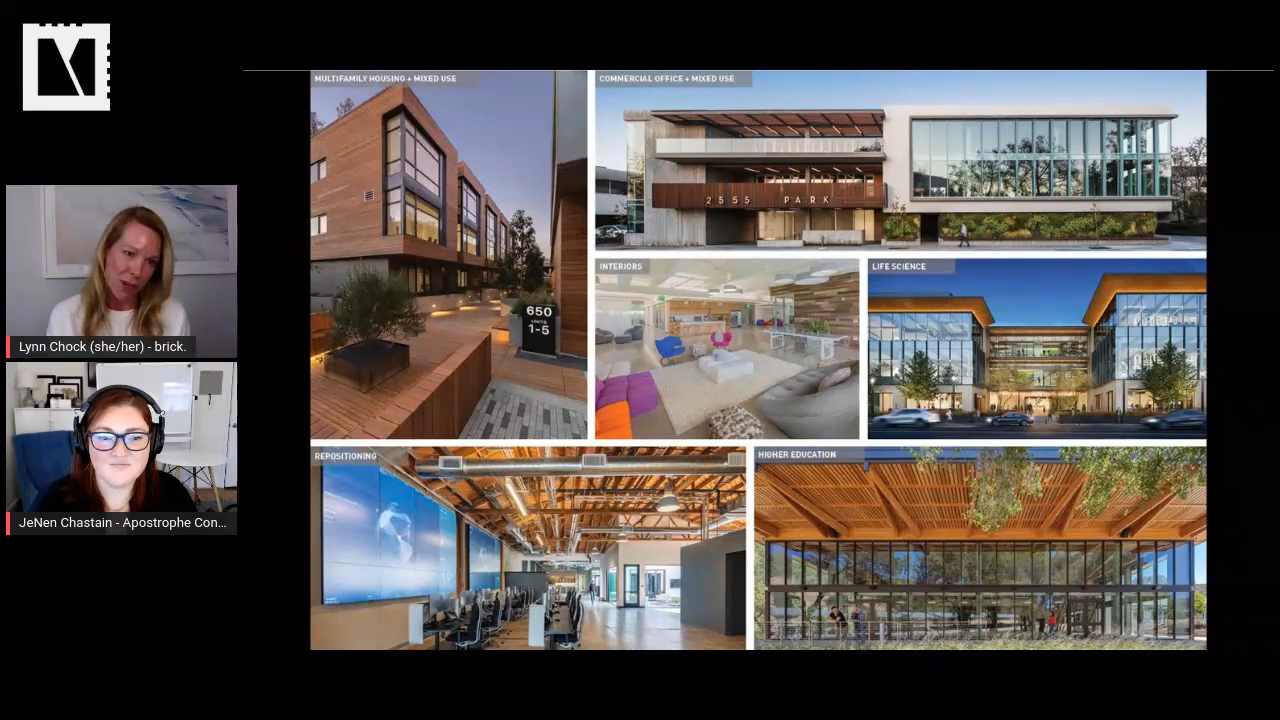 MULTIFAMILY HOUSING + MIXED USE
COMMERCIAL OFFICE + MIXED USE
2555 PARK
INTERIORS
LIFE SCIENCE
650
UNITS
1-5
Lynn Chock (she/her) - brick.
REPOSITIONING
HIGHER EDUCATION
JeNen Chastain - Apostrophe Con...